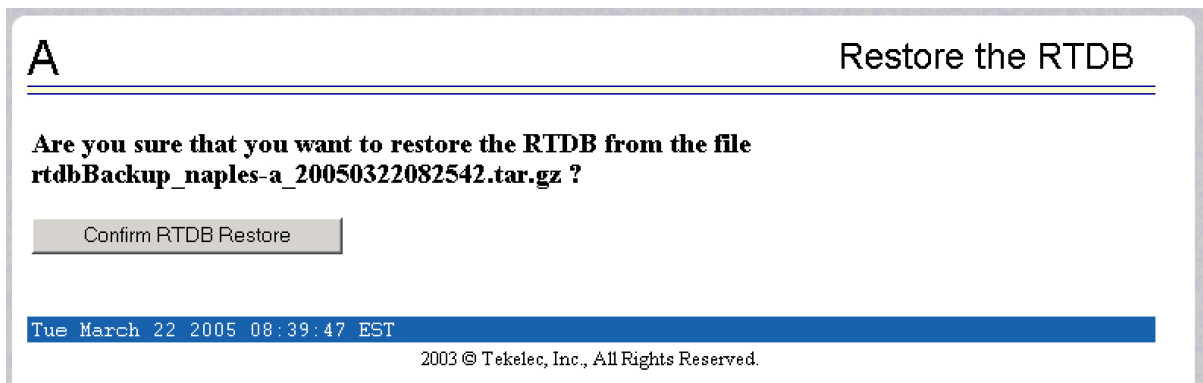 A
Restore the RTDB
Are you sure that you want to restore the RTDB from the file
rtdbBackup_naples-a_20050322082542.tar.gz ?
Confirm RTDB Restore
Tue March 22 2005 08:39:47 EST
2003 © Tekelec, Inc., All Rights Reserved.